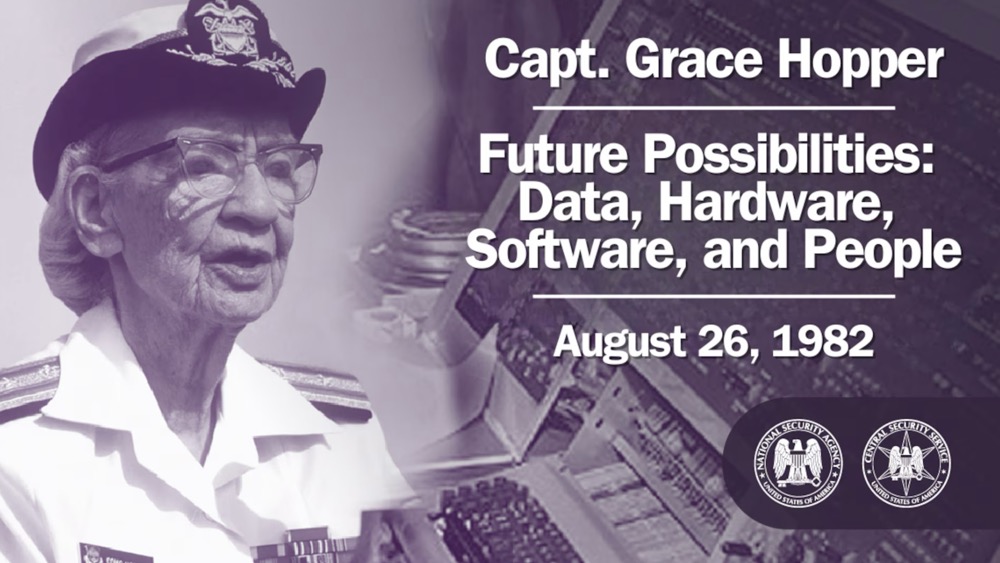 Capt. Grace Hopper
Future Possibilities:
Data, Hardware,
Software, and People
August 26, 1982
NATIONAL SECURITY AGENCY
UNITED STATES OF AMERICA
CENTRAL SECURITY SERVICE
UNITED STATES OF AMERICA